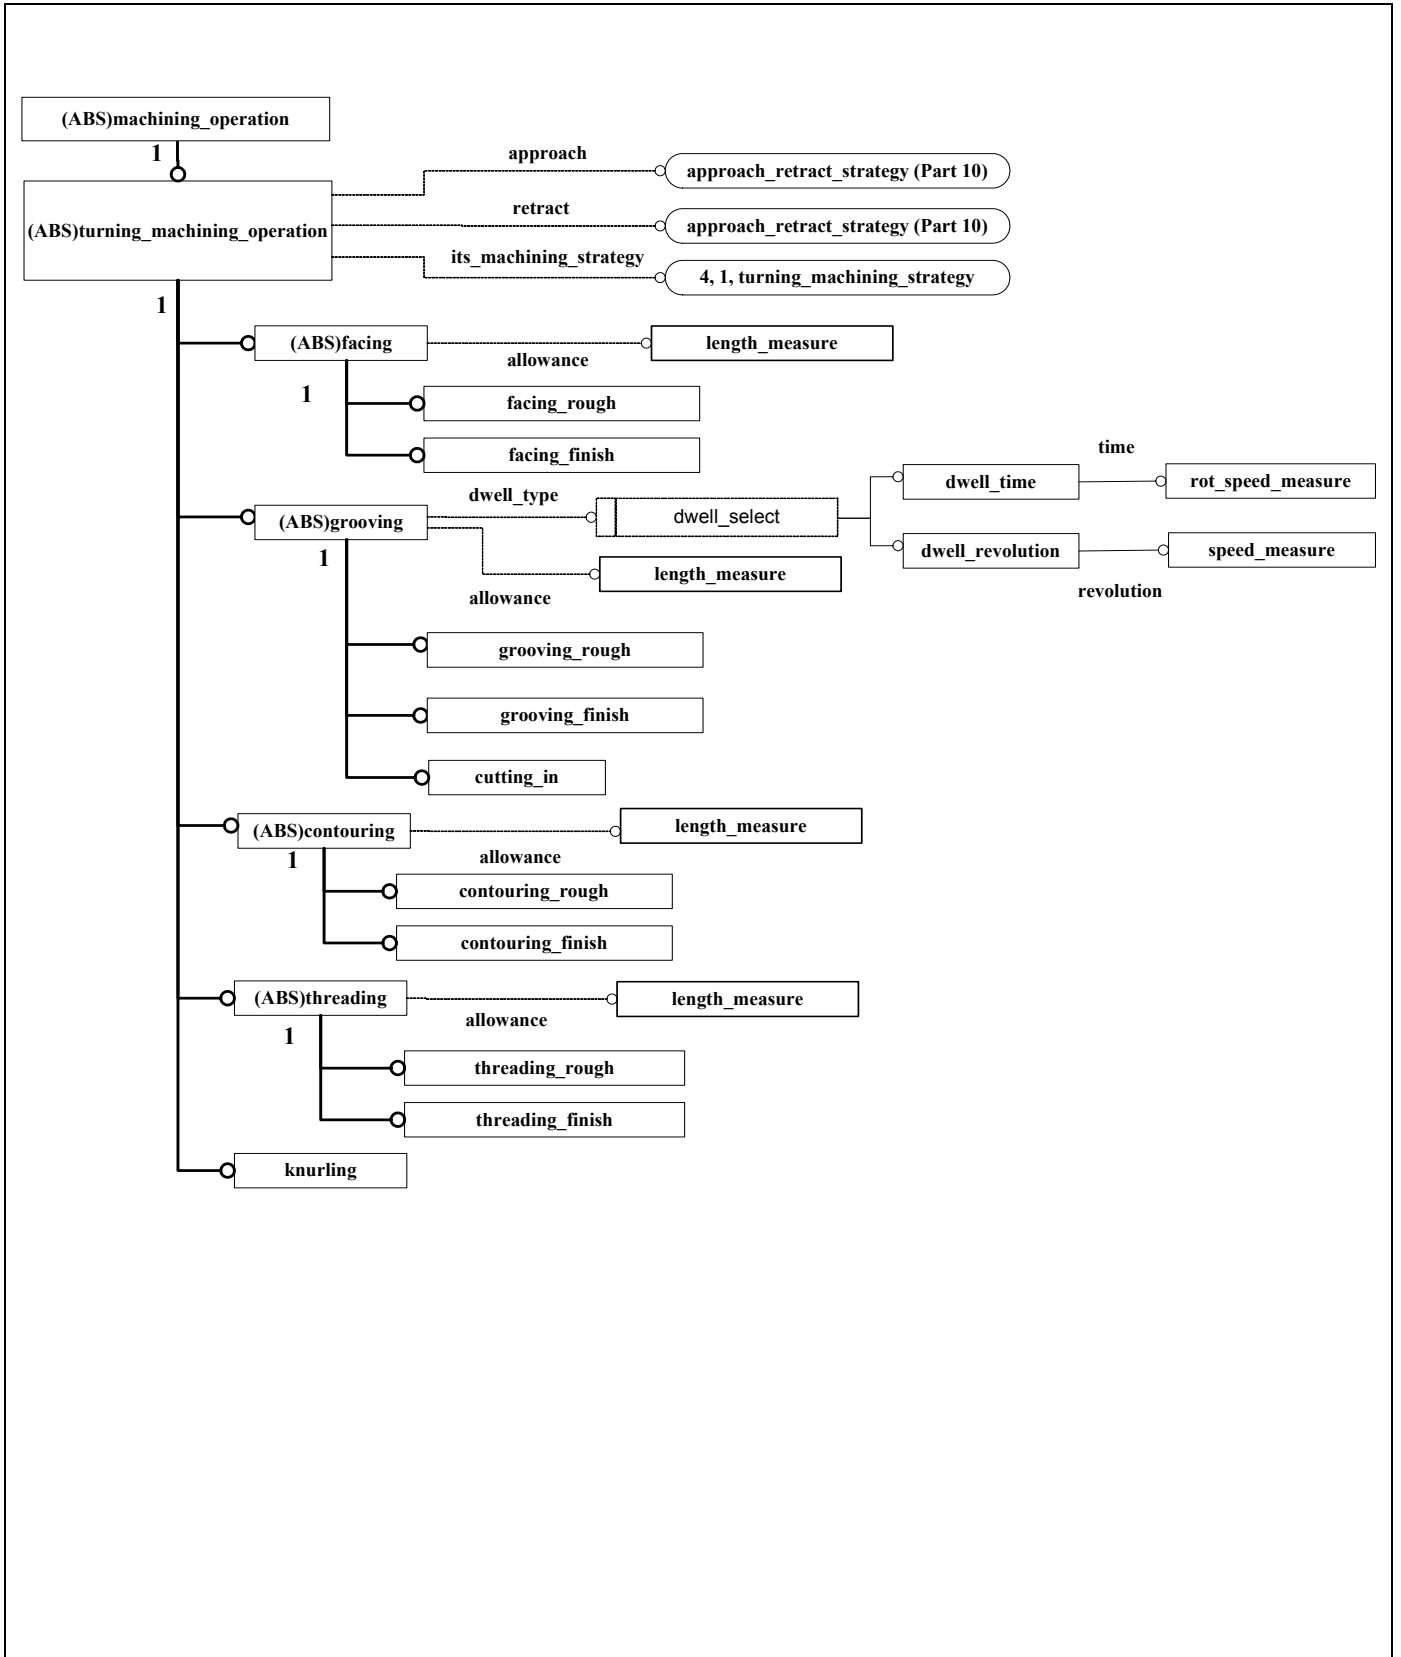 (ABS)machining_operation
1
approach
approach_retract_strategy (Part 10)
(ABS)turning_machining_operation
retract
approach_retract_strategy (Part 10)
its_machining_strategy
4, 1, turning_machining_strategy
1
(ABS)facing
length_measure
allowance
1
facing_rough
facing_finish
time
dwell_type
dwell_time
rot_speed_measure
(ABS)grooving
dwell_select
1
dwell_revolution
speed_measure
length_measure
allowance
revolution
grooving_rough
grooving_finish
cutting_in
(ABS)contouring
length_measure
1
allowance
contouring_rough
contouring_finish
(ABS)threading
length_measure
allowance
1
threading_rough
threading_finish
knurling